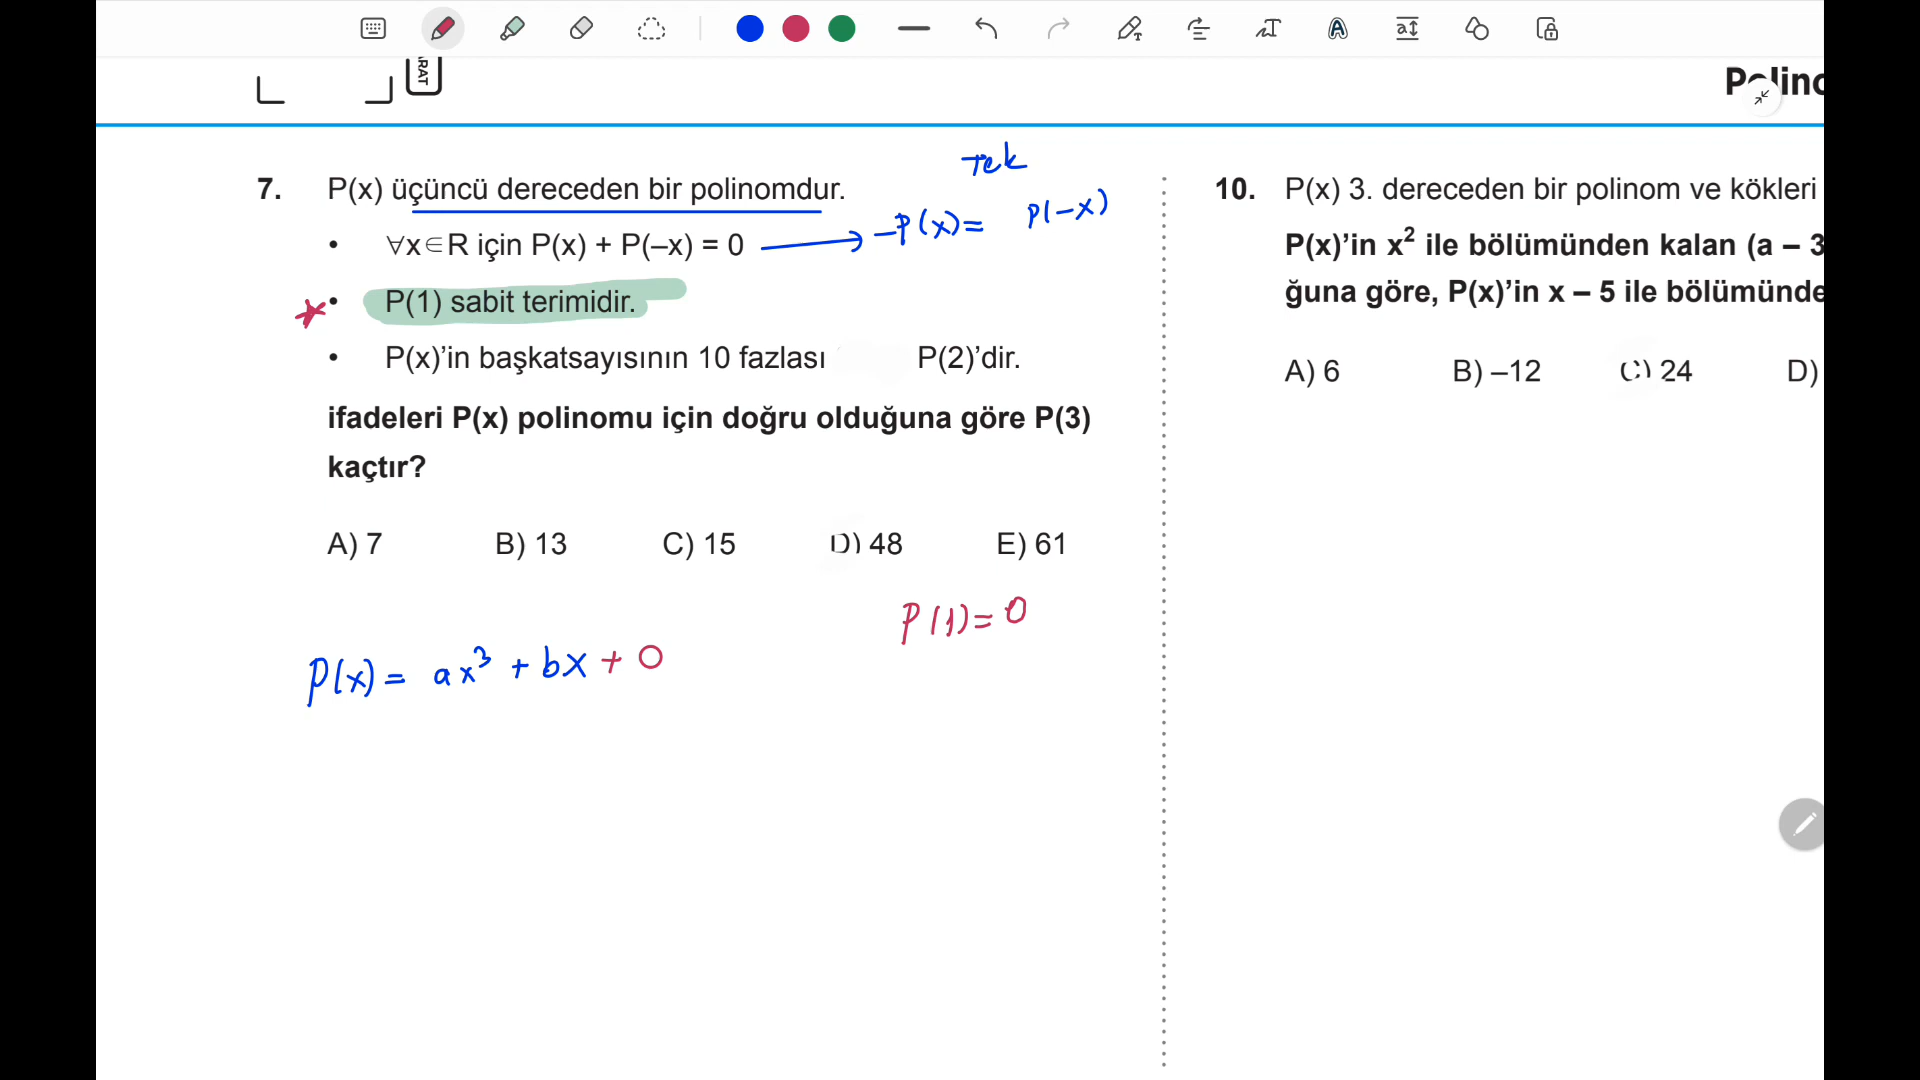 RAT
Polino
7. P(x) üçüncü dereceden bir polinomdur.
Tek
• ∀x∈R için P(x) + P(–x) = 0 → –P(x) = P(–x)
• P(1) sabit terimidir.
• P(x)’in başkatsayısının 10 fazlası P(2)’dir.
ifadeleri P(x) polinomu için doğru olduğuna göre P(3)
kaçtır?
A) 7 B) 13 C) 15 D) 48 E) 61
P(1) = 0
P(x) = ax³ + bx + 0
10. P(x) 3. dereceden bir polinom ve kökleri
P(x)’in x² ile bölümünden kalan (a – 3
ğuna göre, P(x)’in x – 5 ile bölümünde
A) 6 B) –12 C) 24 D)